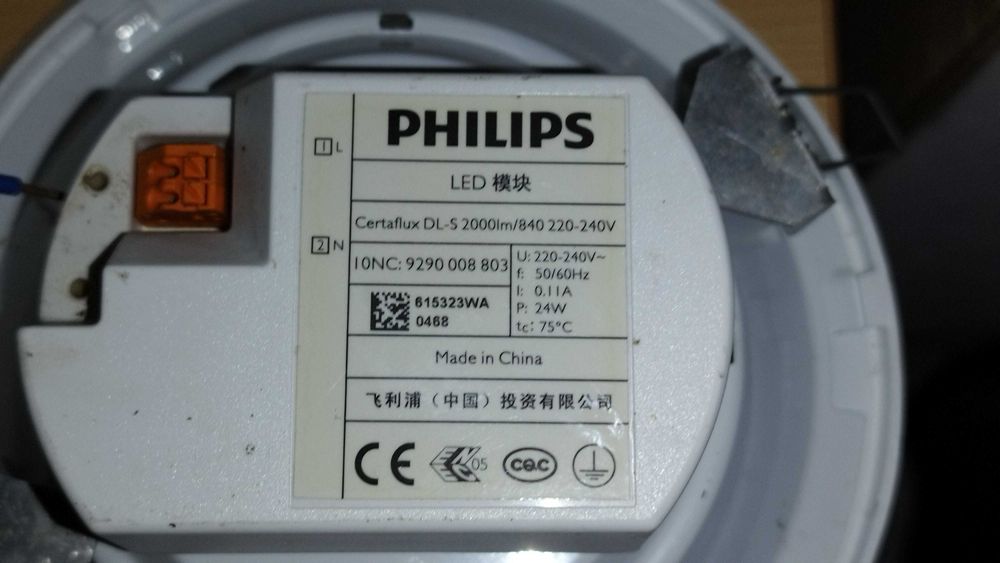 PHILIPS
1 L
LED 模块
Certaflux DL-S 2000lm/840 220-240V
2 N
10NC: 9290 008 803
U: 220-240V~
f: 50/60Hz
I: 0.11A
P: 24W
tc: 75°C
615323WA
0468
Made in China
飞利浦（中国）投资有限公司
CE
ENEC 05
CQC